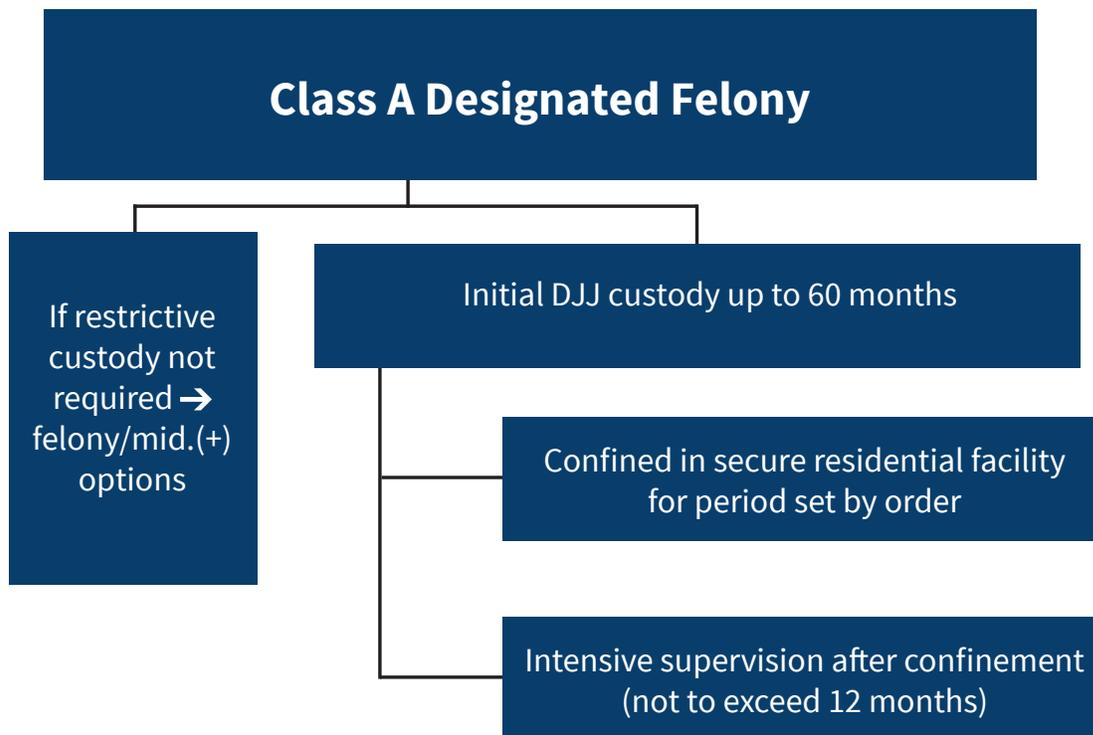 Class A Designated Felony
If restrictive
custody not
required ➔
felony/mid.(+)
options
Initial DJJ custody up to 60 months
Confined in secure residential facility
for period set by order
Intensive supervision after confinement
(not to exceed 12 months)